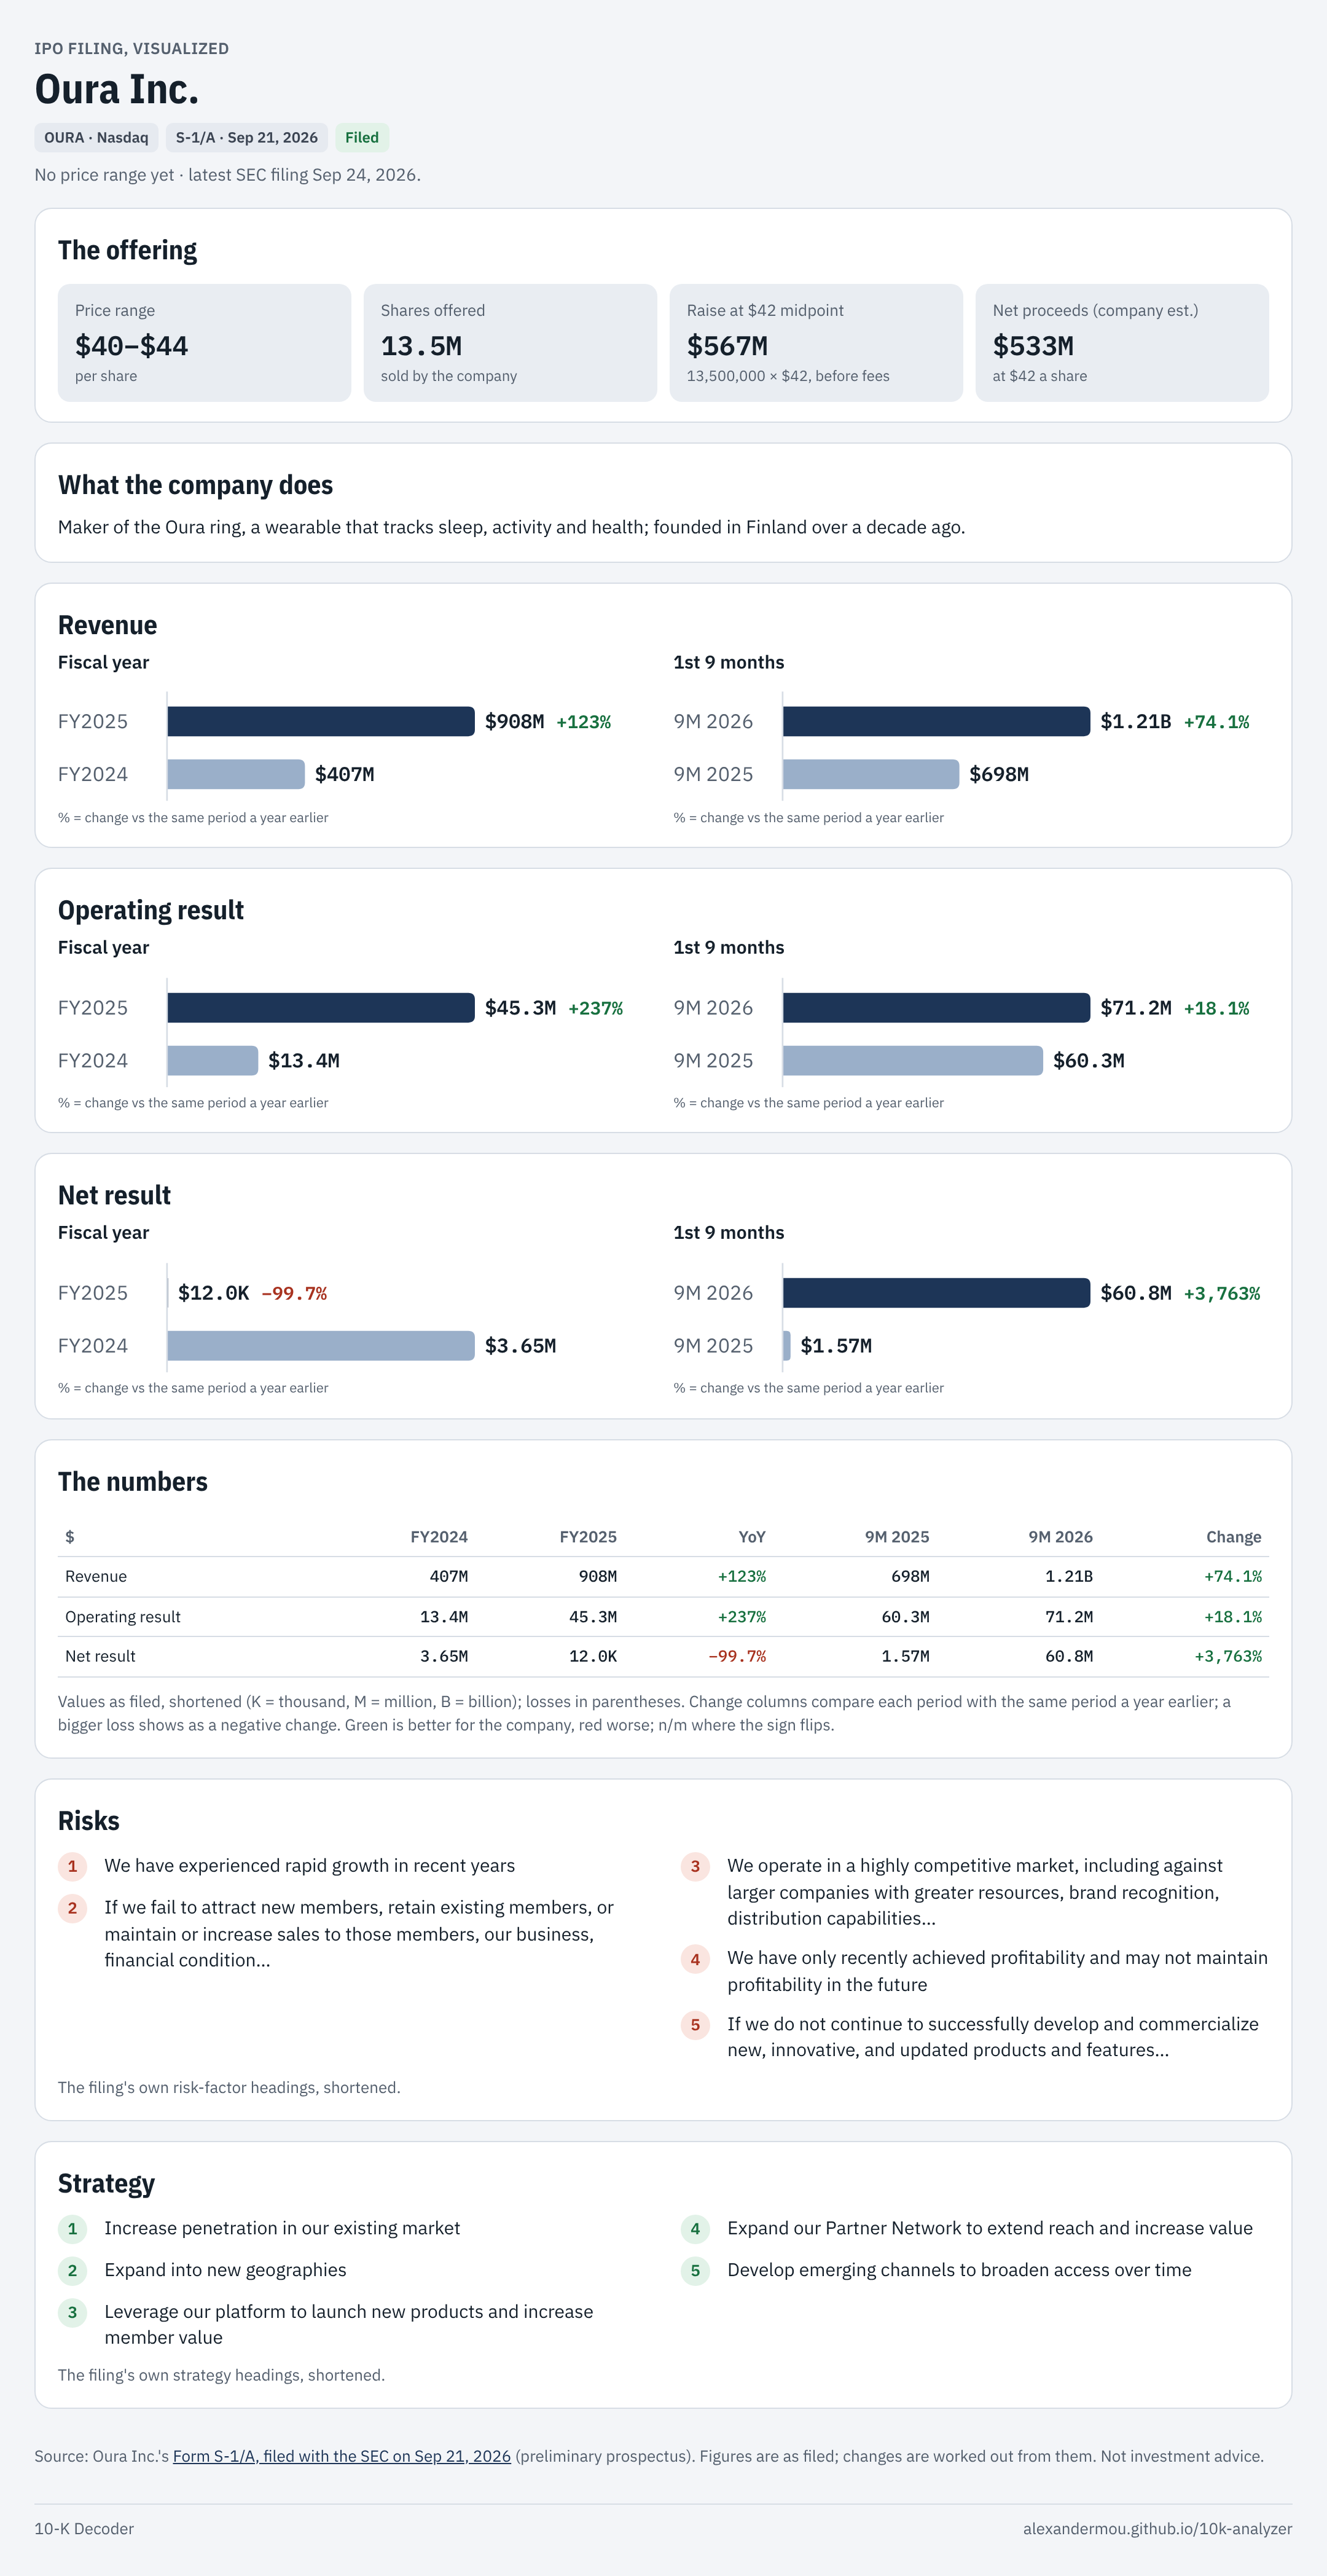 IPO FILING, VISUALIZED
Oura Inc.
OURA · Nasdaq
S-1/A · Sep 21, 2026
Filed
No price range yet · latest SEC filing Sep 24, 2026.
The offering
Price range
$40–$44
per share
Shares offered
13.5M
sold by the company
Raise at $42 midpoint
$567M
13,500,000 × $42, before fees
Net proceeds (company est.)
$533M
at $42 a share
What the company does
Maker of the Oura ring, a wearable that tracks sleep, activity and health; founded in Finland over a decade ago.
Revenue
Fiscal year
FY2025 $908M +123%
FY2024 $407M
% = change vs the same period a year earlier
1st 9 months
9M 2026 $1.21B +74.1%
9M 2025 $698M
% = change vs the same period a year earlier
Operating result
Fiscal year
FY2025 $45.3M +237%
FY2024 $13.4M
% = change vs the same period a year earlier
1st 9 months
9M 2026 $71.2M +18.1%
9M 2025 $60.3M
% = change vs the same period a year earlier
Net result
Fiscal year
FY2025 $12.0K −99.7%
FY2024 $3.65M
% = change vs the same period a year earlier
1st 9 months
9M 2026 $60.8M +3,763%
9M 2025 $1.57M
% = change vs the same period a year earlier
The numbers
$ FY2024 FY2025 YoY 9M 2025 9M 2026 Change
Revenue 407M 908M +123% 698M 1.21B +74.1%
Operating result 13.4M 45.3M +237% 60.3M 71.2M +18.1%
Net result 3.65M 12.0K −99.7% 1.57M 60.8M +3,763%
Values as filed, shortened (K = thousand, M = million, B = billion); losses in parentheses. Change columns compare each period with the same period a year earlier; a
bigger loss shows as a negative change. Green is better for the company, red worse; n/m where the sign flips.
Risks
1 We have experienced rapid growth in recent years
2 If we fail to attract new members, retain existing members, or
maintain or increase sales to those members, our business,
financial condition…
3 We operate in a highly competitive market, including against
larger companies with greater resources, brand recognition,
distribution capabilities…
4 We have only recently achieved profitability and may not maintain
profitability in the future
5 If we do not continue to successfully develop and commercialize
new, innovative, and updated products and features…
The filing's own risk-factor headings, shortened.
Strategy
1 Increase penetration in our existing market
2 Expand into new geographies
3 Leverage our platform to launch new products and increase
member value
4 Expand our Partner Network to extend reach and increase value
5 Develop emerging channels to broaden access over time
The filing's own strategy headings, shortened.
Source: Oura Inc.'s Form S-1/A, filed with the SEC on Sep 21, 2026 (preliminary prospectus). Figures are as filed; changes are worked out from them. Not investment advice.
10-K Decoder
alexandermou.github.io/10k-analyzer